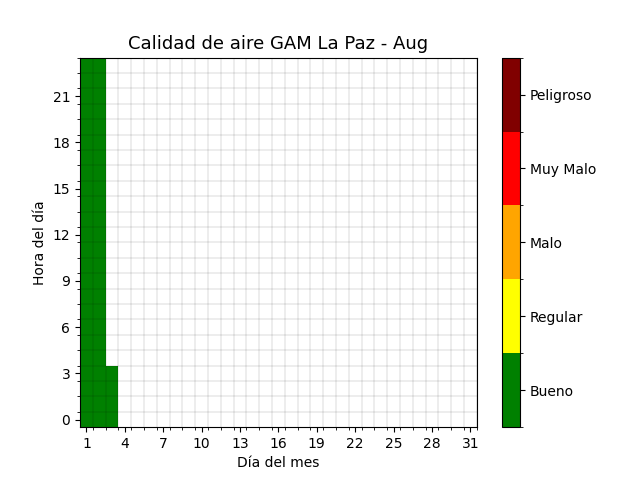 Calidad de aire GAM La Paz - Aug
21
18
15
12
9
6
3
0
Hora del día
1 4 7 10 13 16 19 22 25 28 31
Día del mes
Peligroso
Muy Malo
Malo
Regular
Bueno